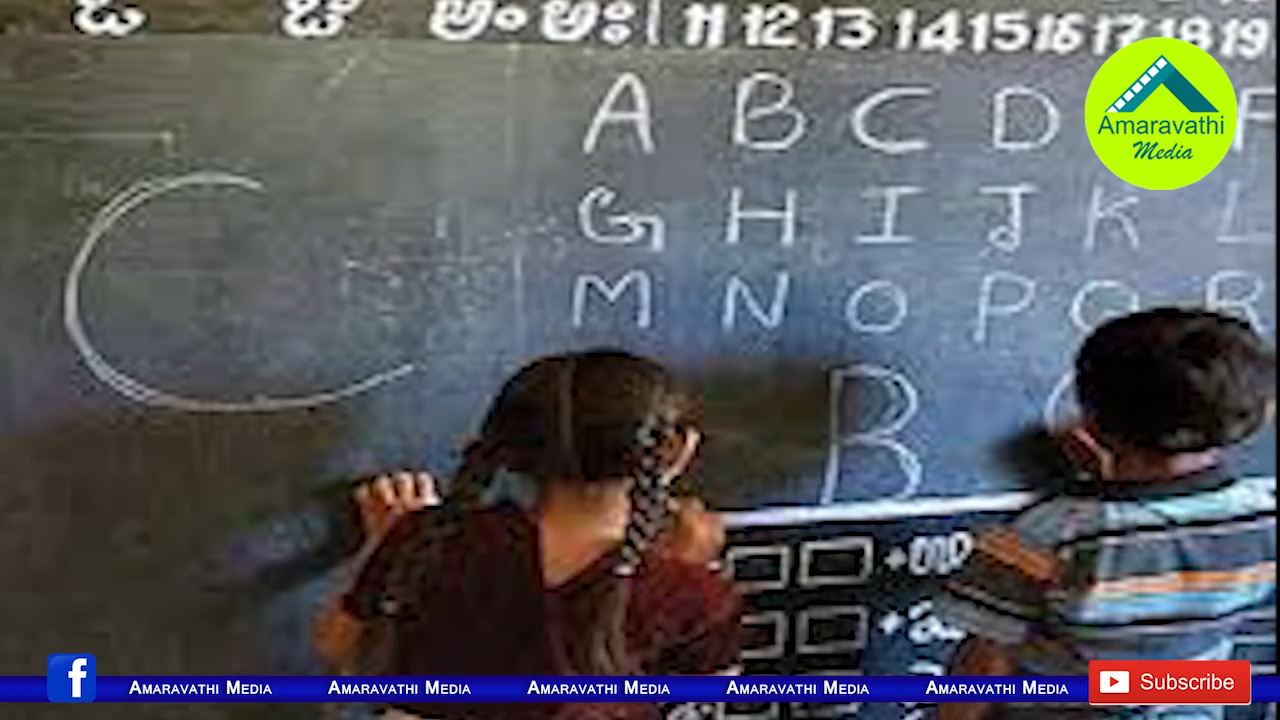 ఓ ఔ అం అః 11 12 13 14 15 16 17 18 19
A B C D F
G H I J K L
M N O P Q R
B
Amaravathi
Media
AMARAVATHI MEDIA AMARAVATHI MEDIA AMARAVATHI MEDIA AMARAVATHI MEDIA AMARAVATHI MEDIA Subscribe